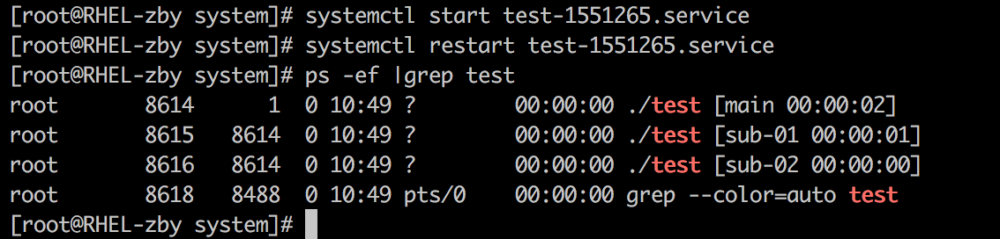 [root@RHEL-zby system]# systemctl start test-1551265.service
[root@RHEL-zby system]# systemctl restart test-1551265.service
[root@RHEL-zby system]# ps -ef |grep test
root 8614 1 0 10:49 ? 00:00:00 ./test [main 00:00:02]
root 8615 8614 0 10:49 ? 00:00:00 ./test [sub-01 00:00:01]
root 8616 8614 0 10:49 ? 00:00:00 ./test [sub-02 00:00:00]
root 8618 8488 0 10:49 pts/0 00:00:00 grep --color=auto test
[root@RHEL-zby system]#